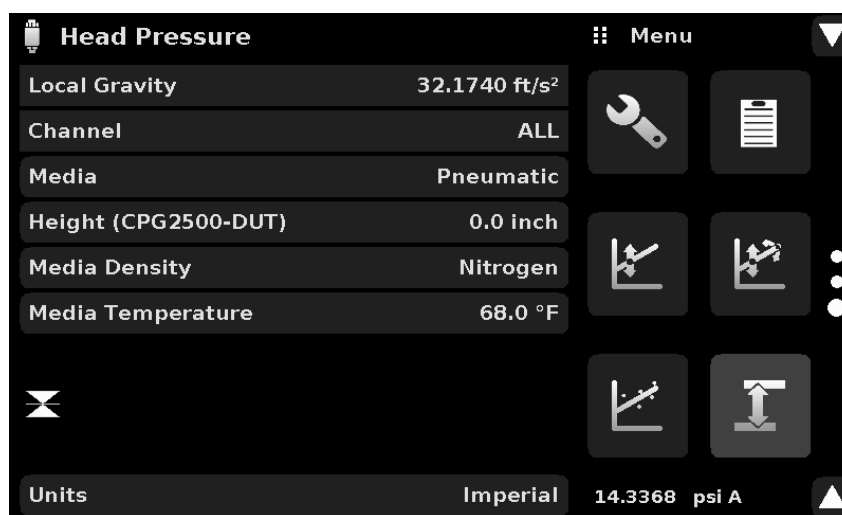 Head Pressure
Menu
Local Gravity 32.1740 ft/s²
Channel ALL
Media Pneumatic
Height (CPG2500-DUT) 0.0 inch
Media Density Nitrogen
Media Temperature 68.0 °F
Units Imperial
14.3368 psi A